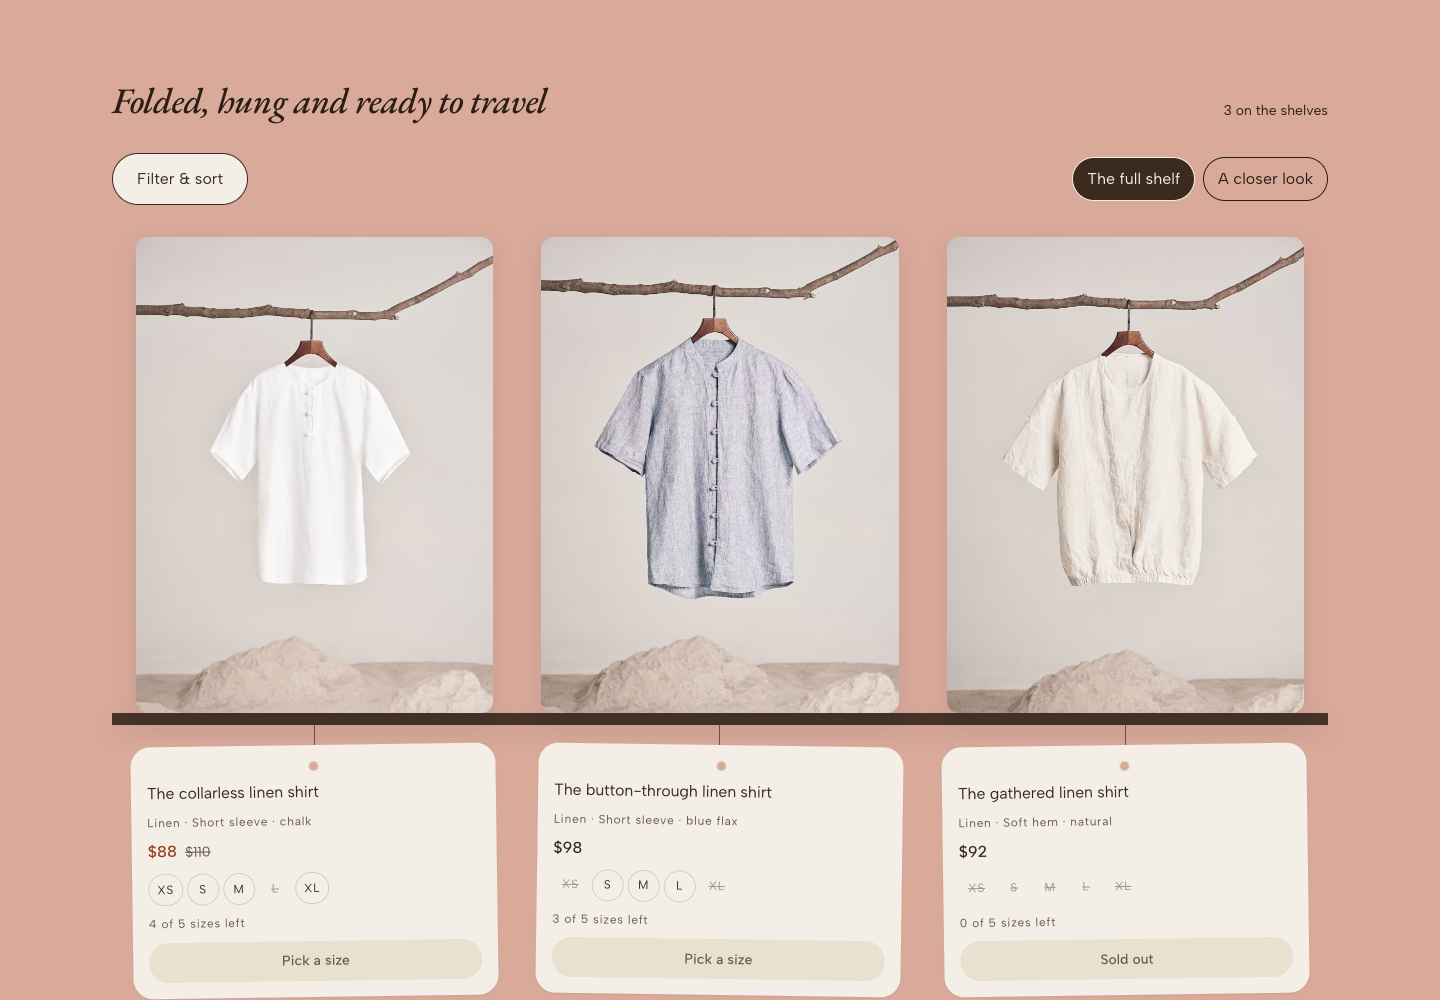 Folded, hung and ready to travel
3 on the shelves
Filter & sort
The full shelf
A closer look
The collarless linen shirt
Linen · Short sleeve · chalk
$88 $110
XS S M L XL
4 of 5 sizes left
Pick a size
The button-through linen shirt
Linen · Short sleeve · blue flax
$98
XS S M L XL
3 of 5 sizes left
Pick a size
The gathered linen shirt
Linen · Soft hem · natural
$92
XS S M L XL
0 of 5 sizes left
Sold out